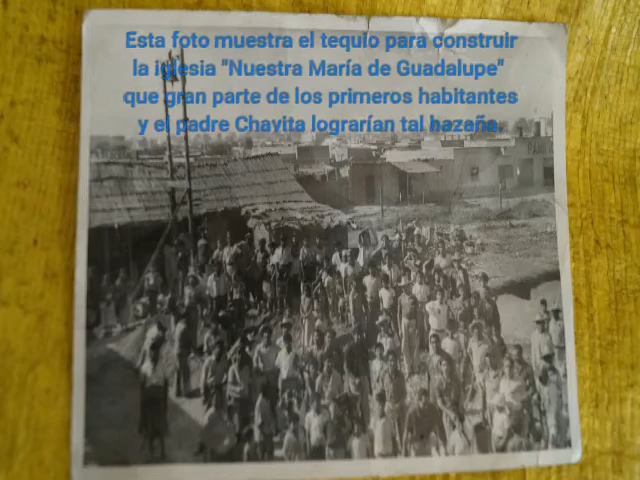 Esta foto muestra el tequio para construir
la iglesia "Nuestra María de Guadalupe"
que gran parte de los primeros habitantes
y el padre Chavita lograrían tal hazaña.